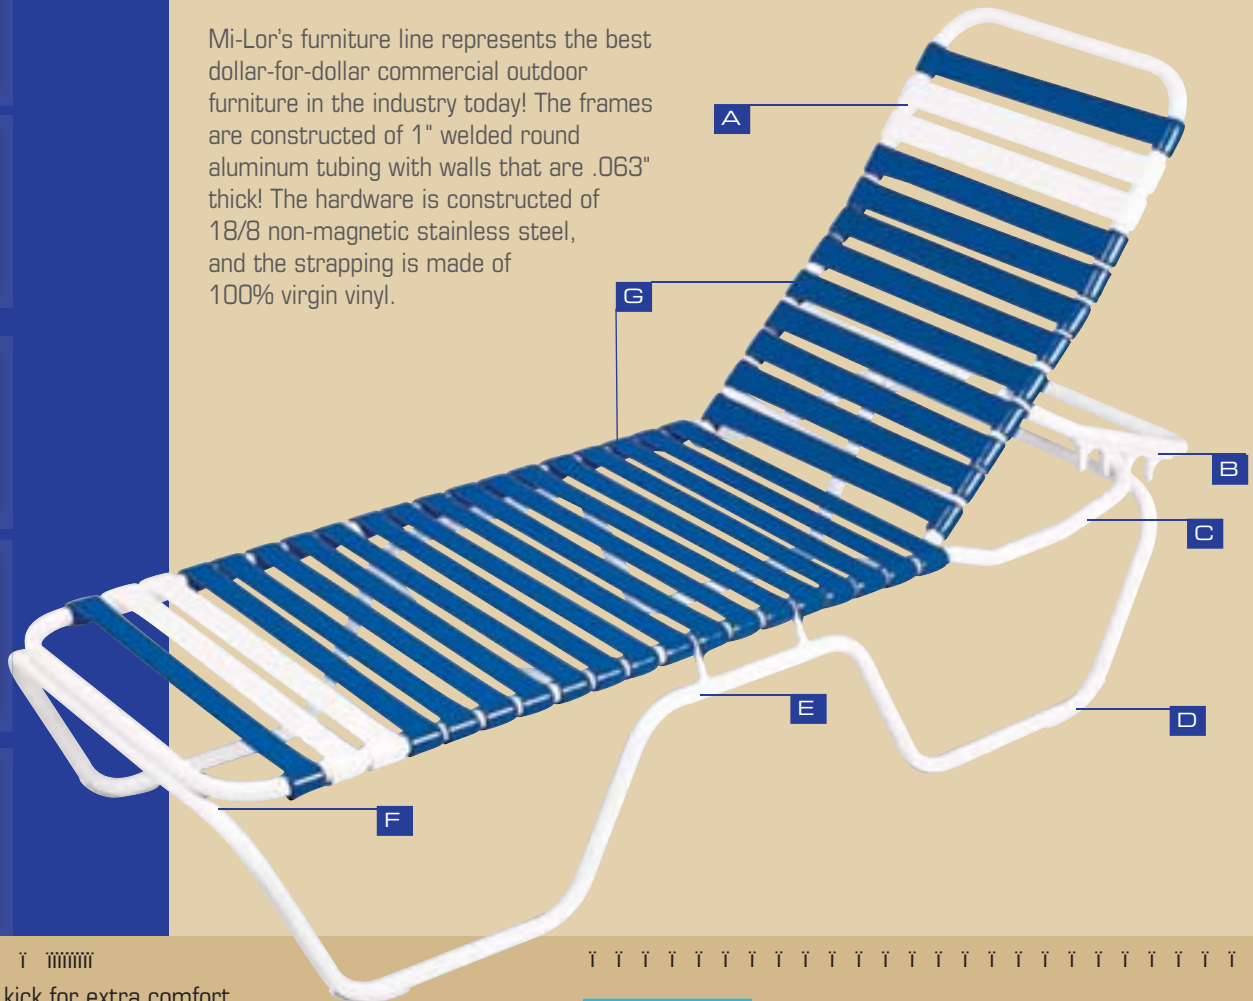 Mi-Lor's furniture line represents the best
dollar-for-dollar commercial outdoor
furniture in the industry today! The frames
are constructed of 1" welded round
aluminum tubing with walls that are .063"
thick! The hardware is constructed of
18/8 non-magnetic stainless steel,
and the strapping is made of
100% virgin vinyl.
A
G
B
C
E
D
F
ï ïïïïïïïï
ï ï ï ï ï ï ï ï ï ï ï ï ï ï ï ï ï ï ï ï ï ï ï ï ï
kick for extra comfort